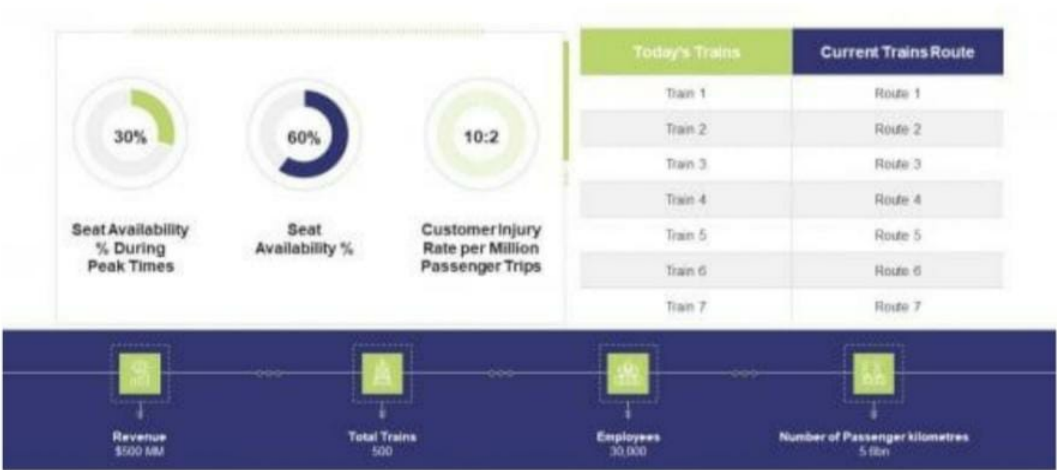 30%
60%
10:2
Seat Availability
% During
Peak Times
Seat
Availability %
Customer Injury
Rate per Million
Passenger Trips
Today's Trains Current Trains Route
Train 1 Route 1
Train 2 Route 2
Train 3 Route 3
Train 4 Route 4
Train 5 Route 5
Train 6 Route 6
Train 7 Route 7
Revenue
$500 MM
Total Trains
500
Employees
30,000
Number of Passenger kilometres